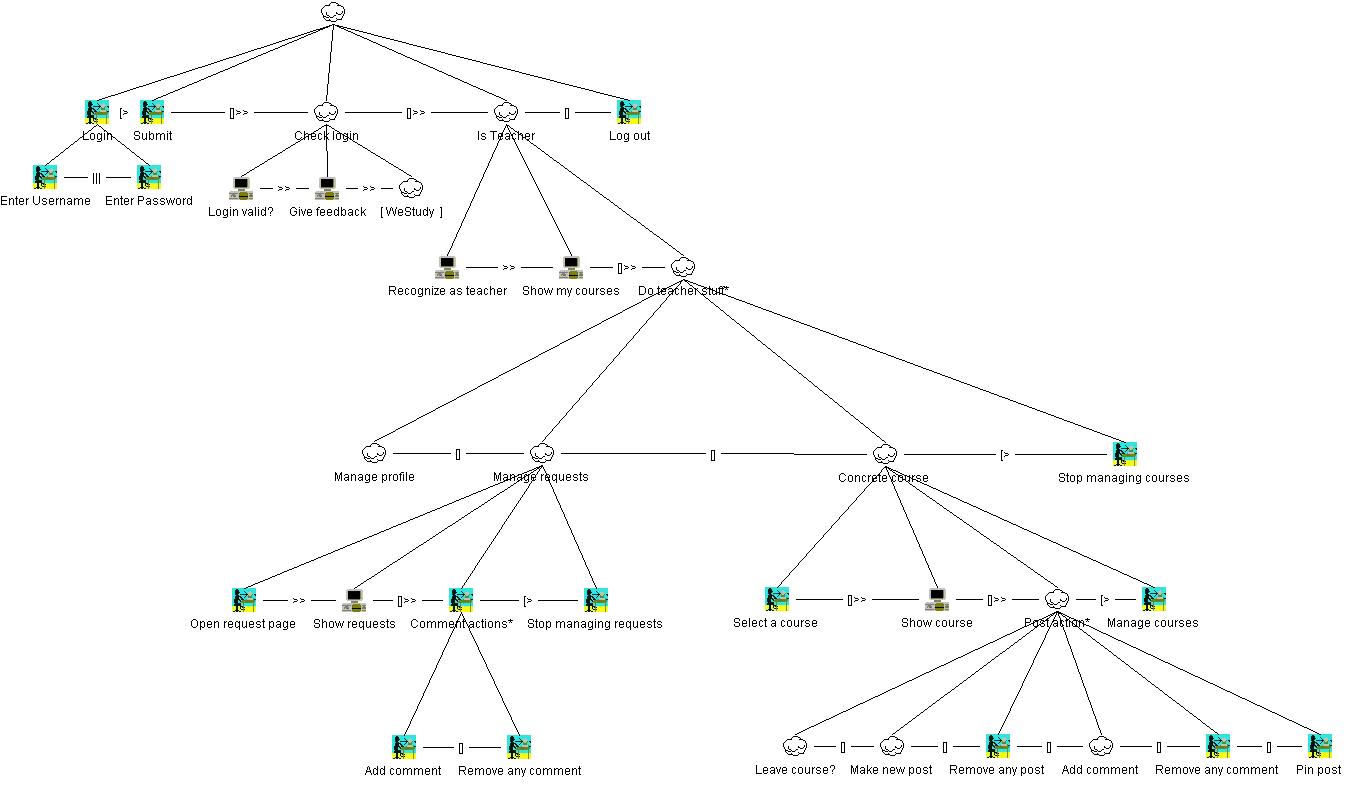 [> []>> []>> []
Login Submit Check login Is Teacher Log out
|||
>> >>
Enter Username Enter Password Login valid? Give feedback [ WeStudy ]
>> []>>
Recognize as teacher Show my courses Do teacher stuff*
[] [] [>
Manage profile Manage requests Concrete course Stop managing courses
>> []>> [> []>> []>> [>
Open request page Show requests Comment actions* Stop managing requests Select a course Show course Post action* Manage courses
[] [] [] [] [] []
Add comment Remove any comment Leave course? Make new post Remove any post Add comment Remove any comment Pin post